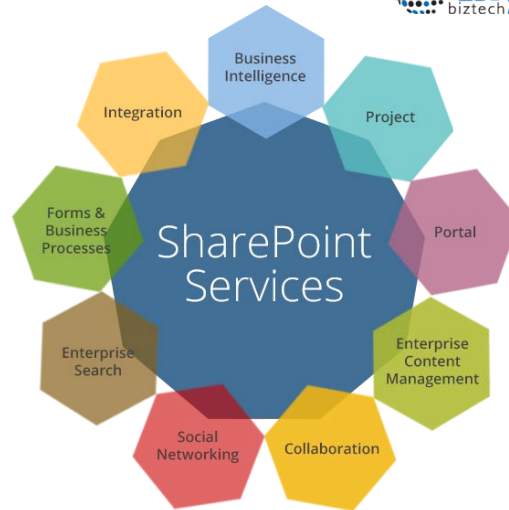 biztech
Business
Intelligence
Project
Portal
Enterprise
Content
Management
Collaboration
Social
Networking
Enterprise
Search
Forms &
Business
Processes
Integration
SharePoint
Services